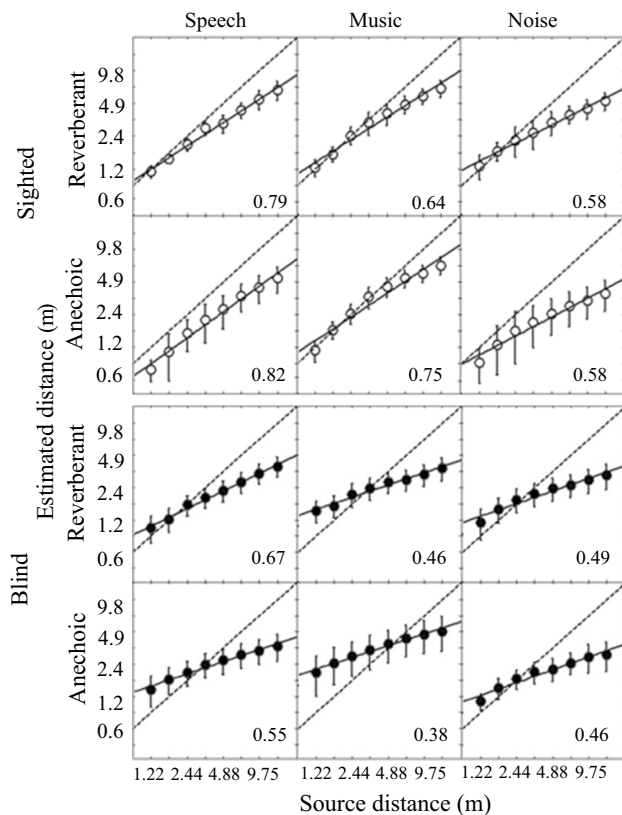 Speech Music Noise
Sighted
Estimated distance (m)
Blind
Reverberant
9.8
4.9
2.4
1.2
0.6
0.79 0.64 0.58
Anechoic
9.8
4.9
2.4
1.2
0.6
0.82 0.75 0.58
Reverberant
9.8
4.9
2.4
1.2
0.6
0.67 0.46 0.49
Anechoic
9.8
4.9
2.4
1.2
0.6
0.55 0.38 0.46
1.22 2.44 4.88 9.75 1.22 2.44 4.88 9.75 1.22 2.44 4.88 9.75
Source distance (m)